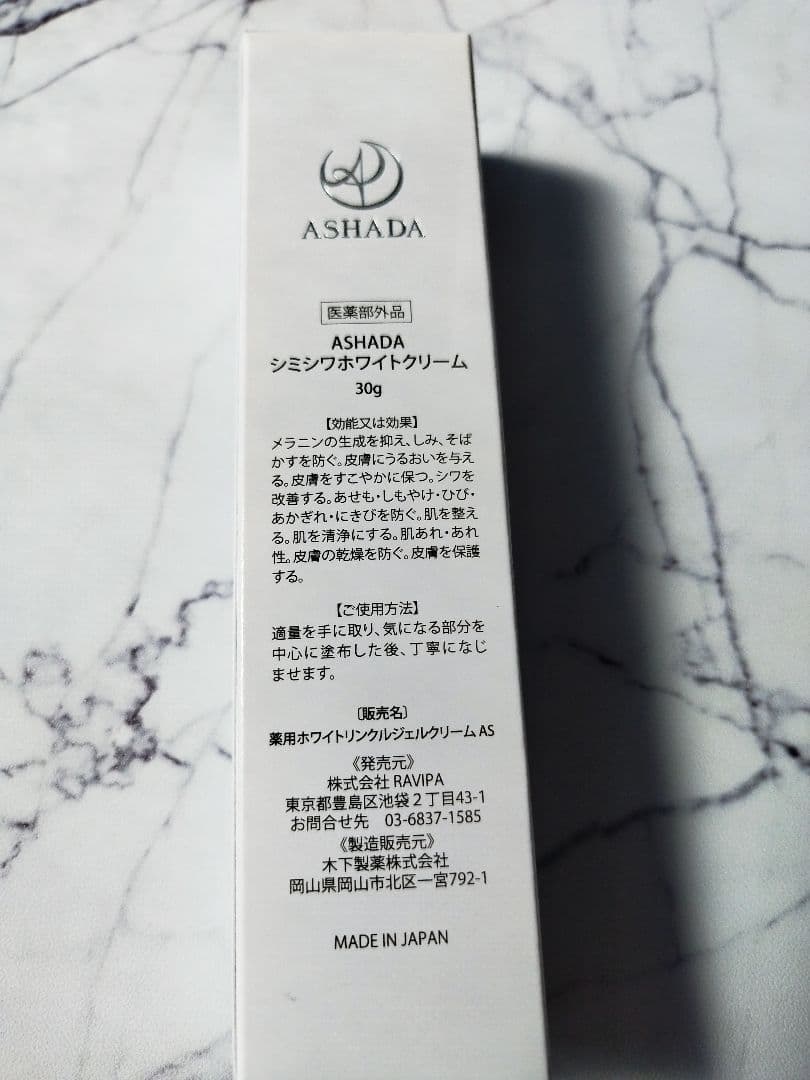 ASHADA
医薬部外品
ASHADA
シミシワホワイトクリーム
30g
【効能又は効果】
メラニンの生成を抑え、しみ、そば
かすを防ぐ。皮膚にうるおいを与え
る。皮膚をすこやかに保つ。シワを
改善する。あせも・しもやけ・ひび・
あかぎれ・にきびを防ぐ。肌を整え
る。肌を清浄にする。肌あれ・あれ
性。皮膚の乾燥を防ぐ。皮膚を保護
する。
【ご使用方法】
適量を手に取り、気になる部分を
中心に塗布した後、丁寧になじ
ませます。
〔販売名〕
薬用ホワイトリンクルジェルクリーム AS
《発売元》
株式会社 RAVIPA
東京都豊島区池袋２丁目43-1
お問合せ先　03-6837-1585
《製造販売元》
木下製薬株式会社
岡山県岡山市北区一宮792-1
MADE IN JAPAN